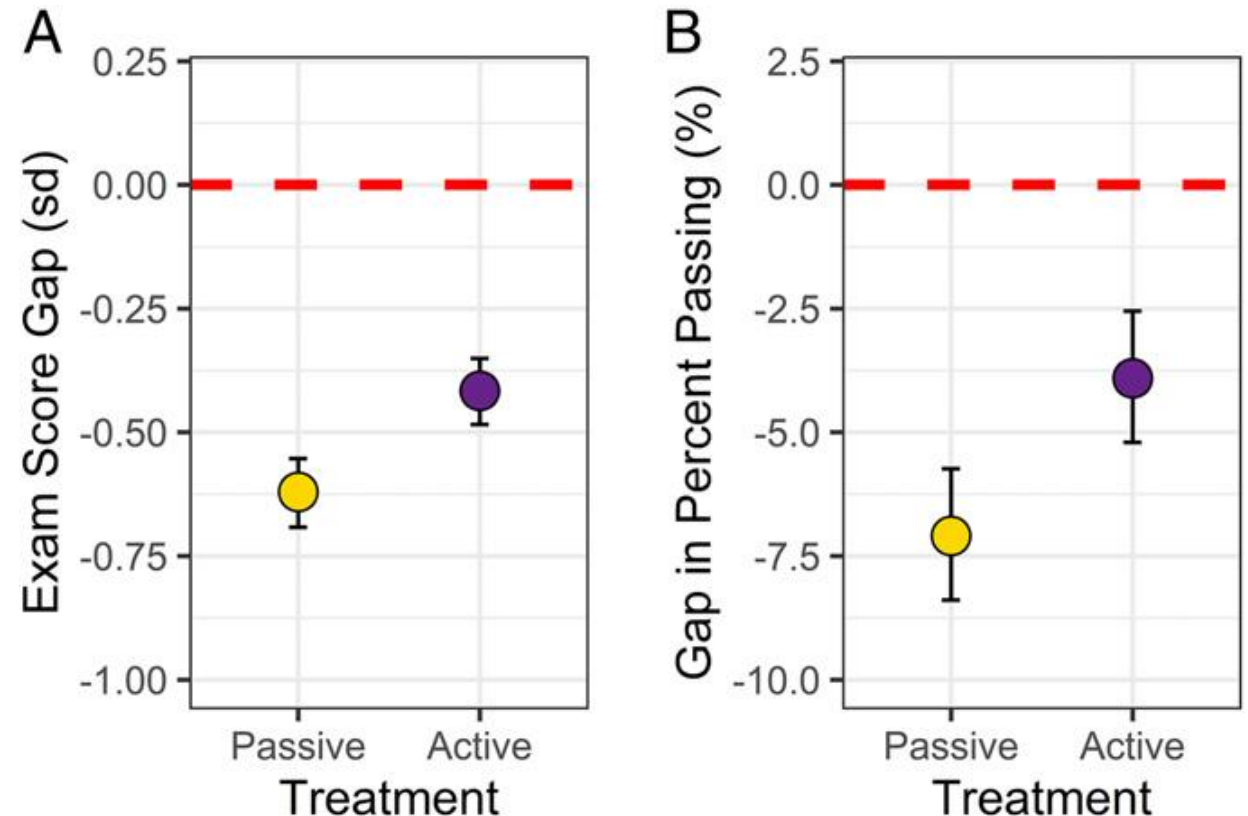 A
Exam Score Gap (sd)
0.25
0.00
-0.25
-0.50
-0.75
-1.00
Passive Active
Treatment
B
Gap in Percent Passing (%)
2.5
0.0
-2.5
-5.0
-7.5
-10.0
Passive Active
Treatment